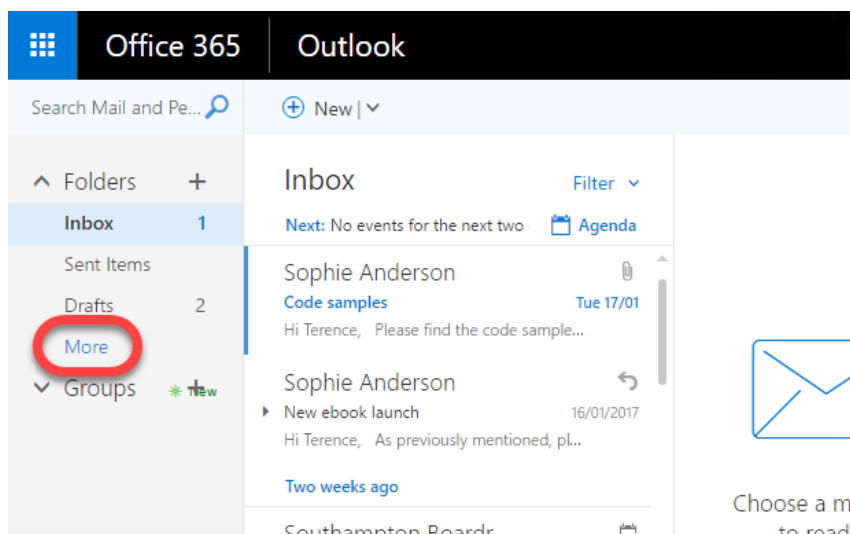 Office 365
Outlook
Search Mail and Pe...
New
Folders
Inbox 1
Sent Items
Drafts 2
More
Groups
New
Inbox
Filter
Next: No events for the next two
Agenda
Sophie Anderson
Code samples Tue 17/01
Hi Terence, Please find the code sample...
Sophie Anderson
New ebook launch 16/01/2017
Hi Terence, As previously mentioned, pl...
Two weeks ago
Southampton Boardr
Choose a m
to read